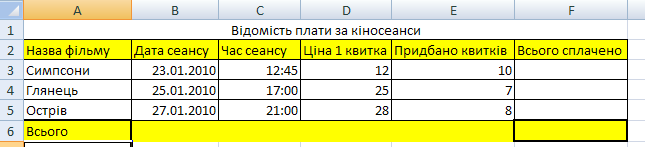 A B C D E F
1 Відомість плати за кіносеанси
2 Назва фільму Дата сеансу Час сеансу Ціна 1 квитка Придбано квитків Всього сплачено
3 Симпсони 23.01.2010 12:45 12 10
4 Глянець 25.01.2010 17:00 25 7
5 Острів 27.01.2010 21:00 28 8
6 Всього